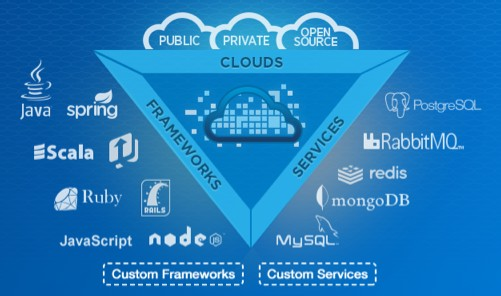 PUBLIC
PRIVATE
OPEN
SOURCE
CLOUDS
FRAMEWORKS
SERVICES
Java
spring
Scala
Ruby
RAILS
JavaScript
node
JS
PostgreSQL
RabbitMQ
redis
mongoDB
MySQL
Custom Frameworks
Custom Services